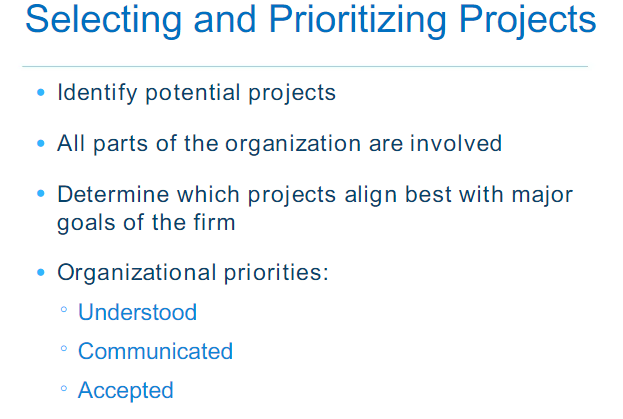 Selecting and Prioritizing Projects
• Identify potential projects
• All parts of the organization are involved
• Determine which projects align best with major
goals of the firm
• Organizational priorities:
◦ Understood
◦ Communicated
◦ Accepted